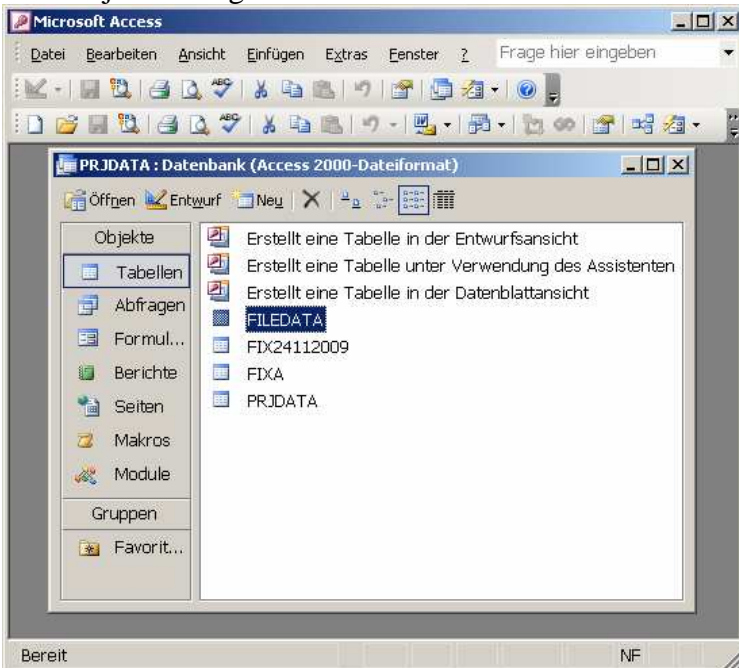 Microsoft Access
Datei Bearbeiten Ansicht Einfügen Extras Fenster ? Frage hier eingeben
PRJDATA : Datenbank (Access 2000-Dateiformat)
Öffnen Entwurf Neu
Objekte
Tabellen
Abfragen
Formul...
Berichte
Seiten
Makros
Module
Gruppen
Favorit...
Erstellt eine Tabelle in der Entwurfsansicht
Erstellt eine Tabelle unter Verwendung des Assistenten
Erstellt eine Tabelle in der Datenblattansicht
FILEDATA
FIX24112009
FIXA
PRJDATA
Bereit NF